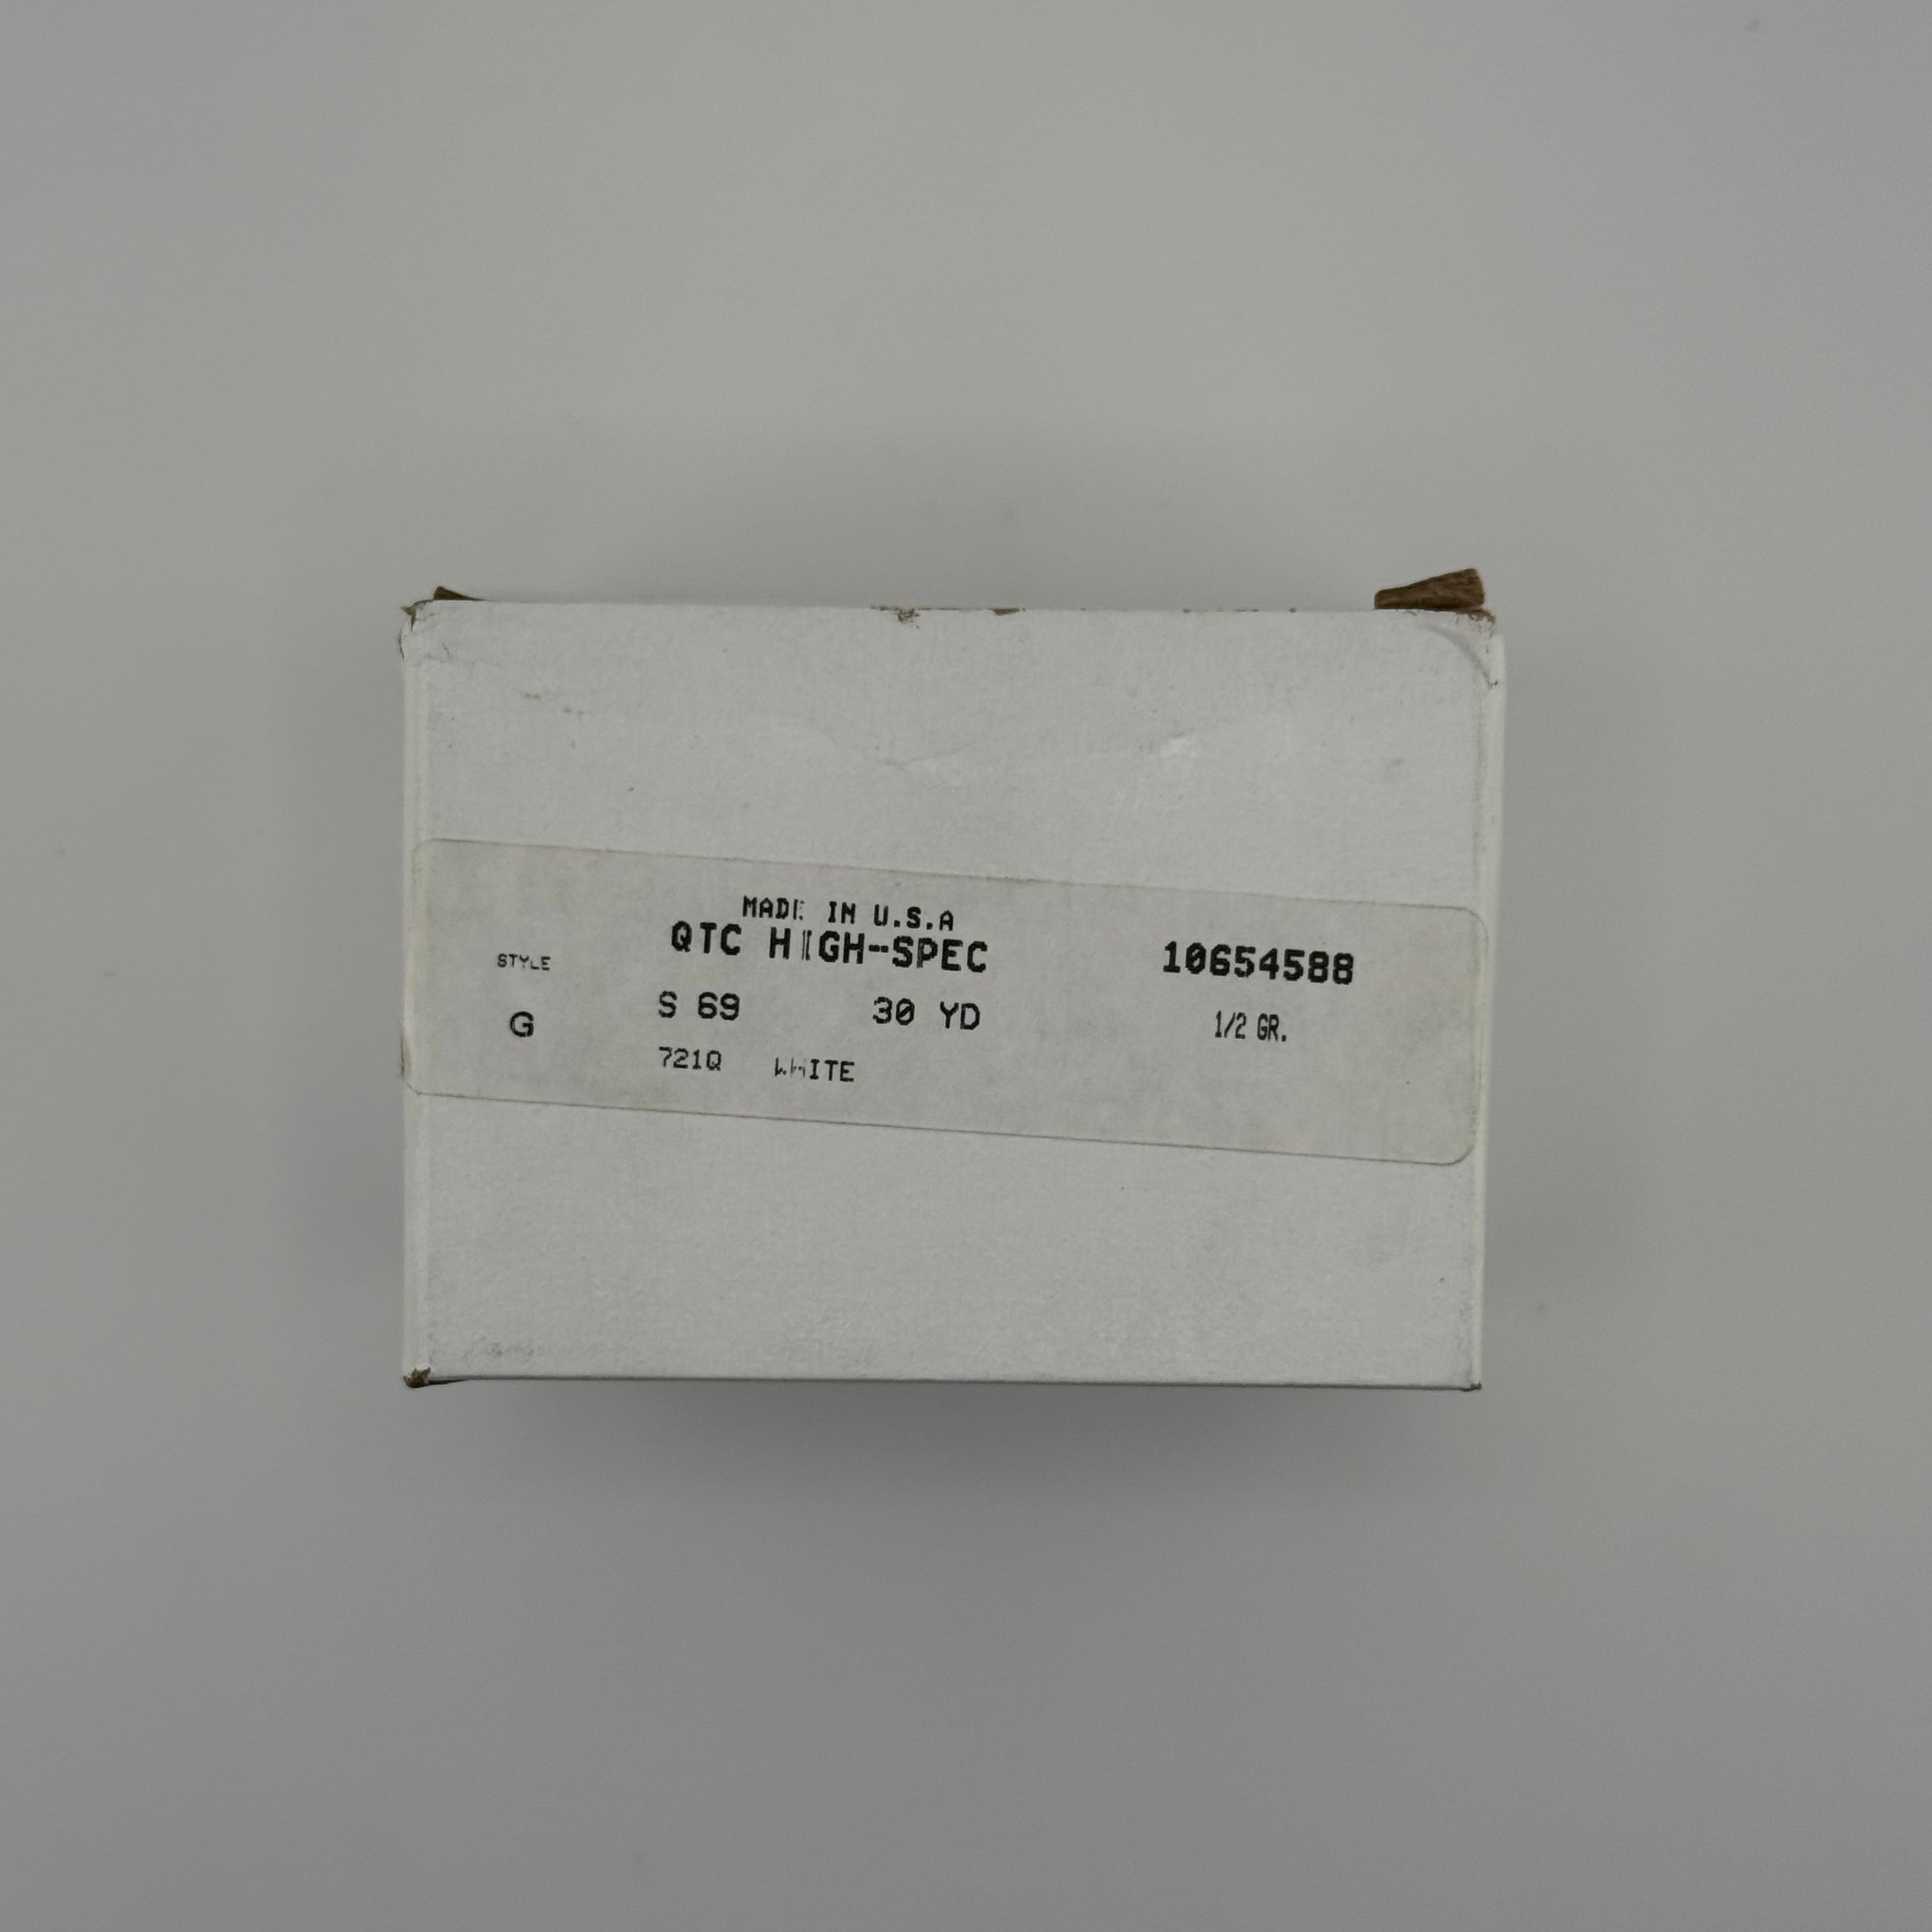 MADE IN U.S.A
QTC HIGH-SPEC 10654588
STYLE
S 69 30 YD 1/2 GR.
G
721Q WHITE